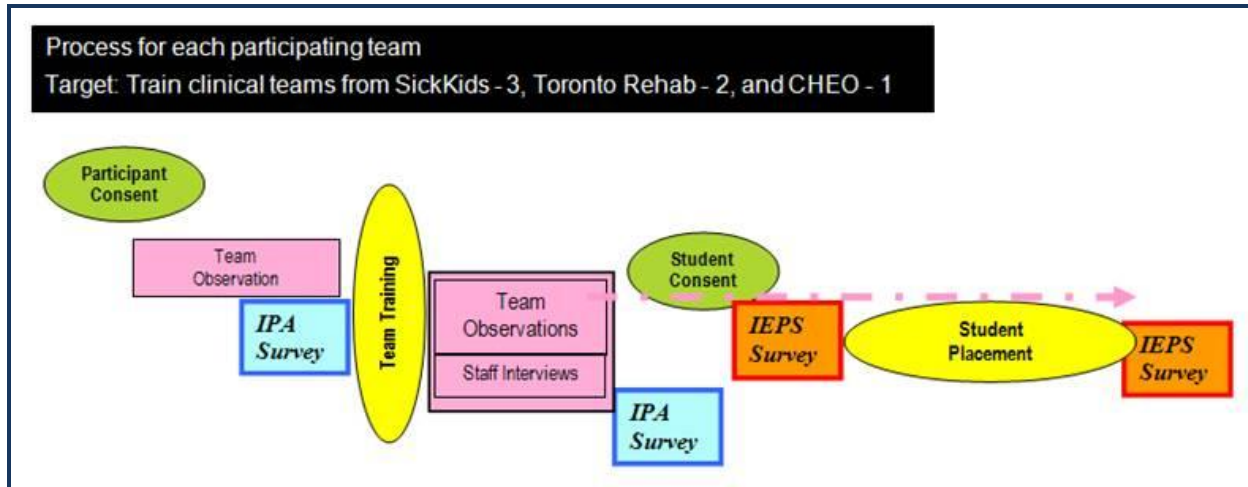 Process for each participating team
Target: Train clinical teams from SickKids - 3, Toronto Rehab - 2, and CHEO - 1
Participant
Consent
Team
Observation
IPA
Survey
Team Training
Team
Observations
Staff Interviews
IPA
Survey
Student
Consent
IEPS
Survey
Student
Placement
IEPS
Survey